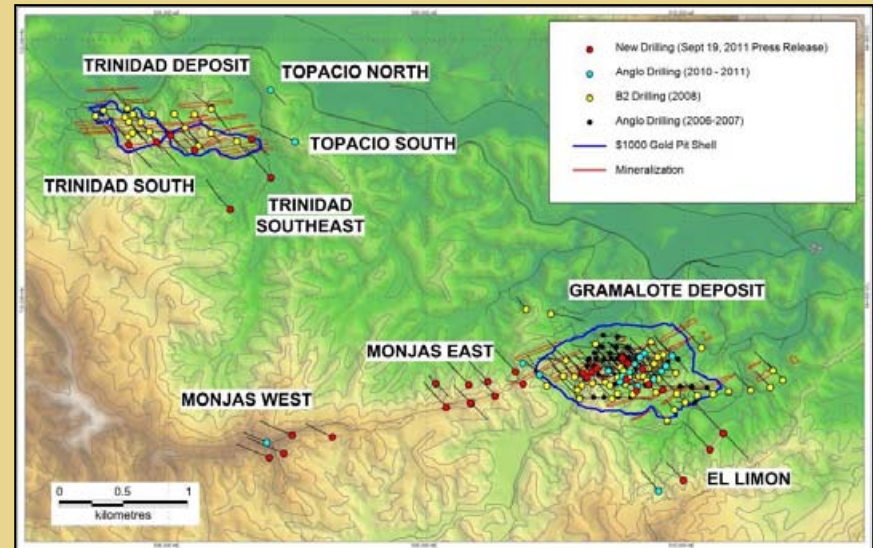 TRINIDAD DEPOSIT
TOPACIO NORTH
TOPACIO SOUTH
TRINIDAD SOUTH
TRINIDAD
SOUTHEAST
New Drilling (Sept 19, 2011 Press Release)
Anglo Drilling (2010 - 2011)
B2 Drilling (2008)
Anglo Drilling (2006-2007)
$1000 Gold Pit Shell
Mineralization
GRAMALOTE DEPOSIT
MONJAS EAST
MONJAS WEST
EL LIMON
0 0.5 1
kilometres